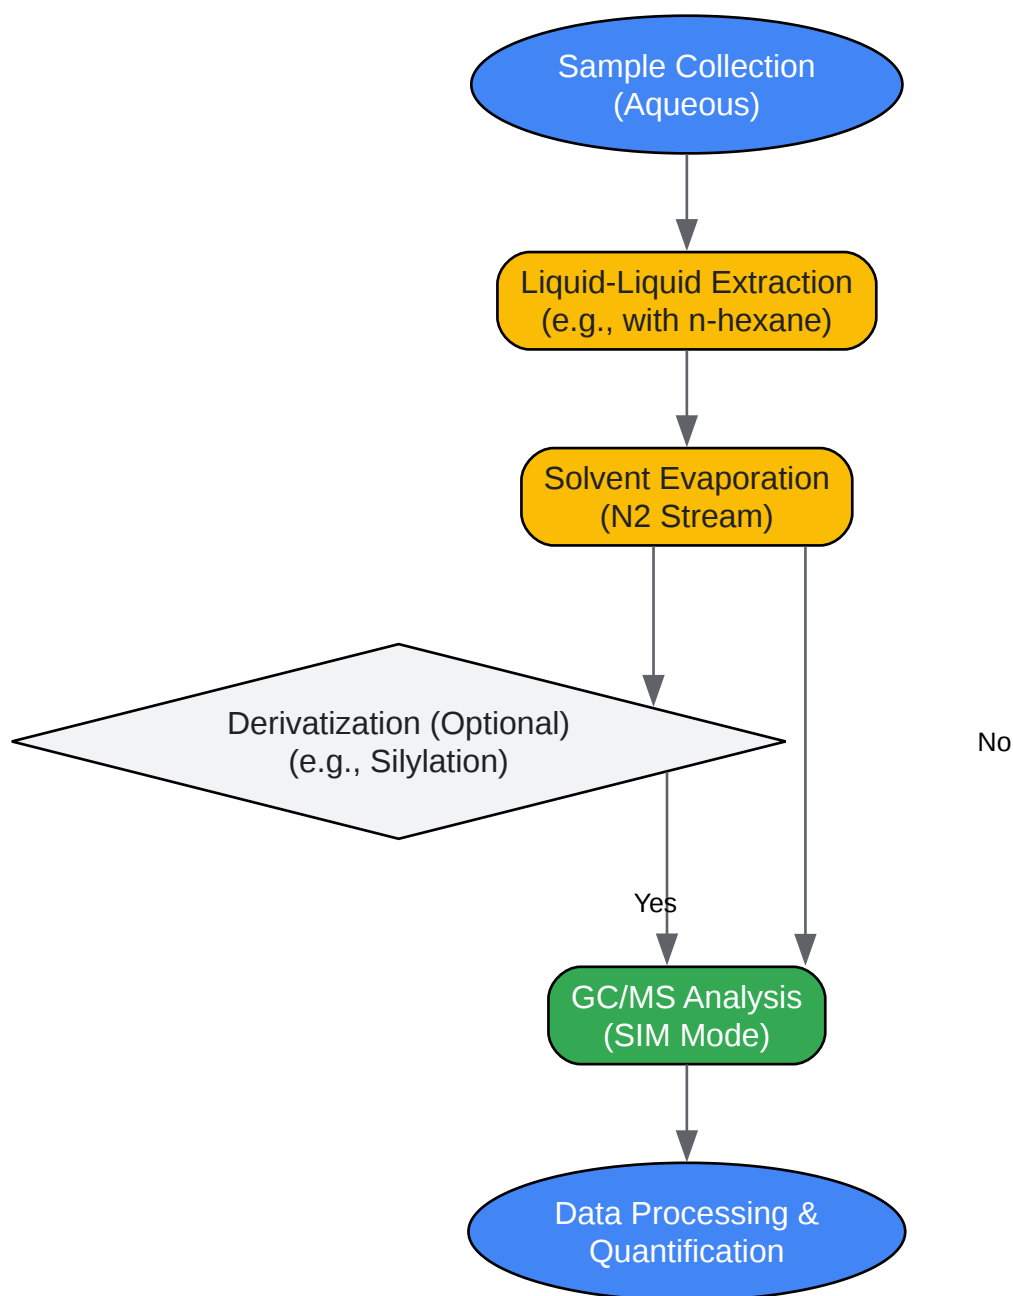 Sample Collection
(Aqueous)
Liquid-Liquid Extraction
(e.g., with n-hexane)
Solvent Evaporation
(N2 Stream)
Derivatization (Optional)
(e.g., Silylation)
No
Yes
GC/MS Analysis
(SIM Mode)
Data Processing &
Quantification